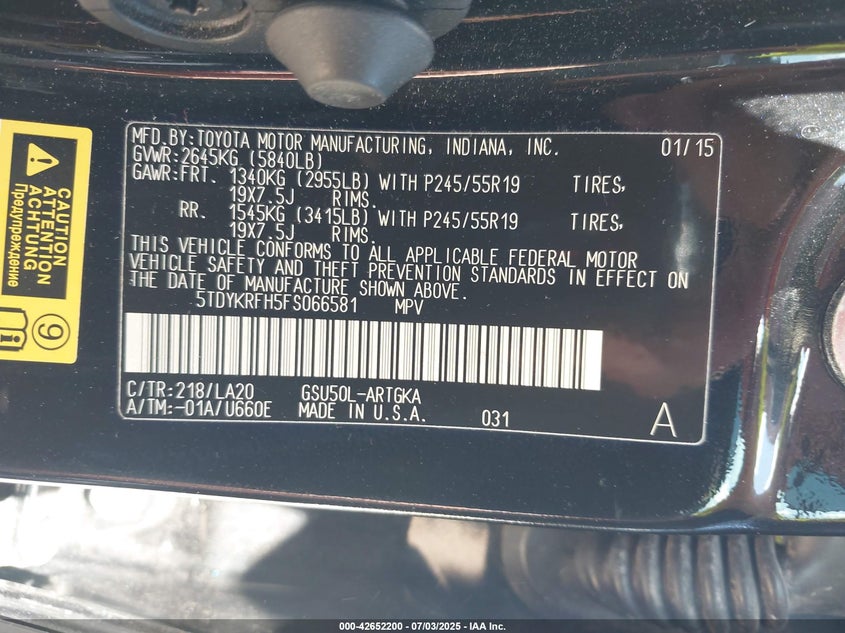 MFD.BY:TOYOTA MOTOR MANUFACTURING, INDIANA, INC. 01/15
GVWR:2645KG (5840LB)
GAWR:FRT. 1340KG (2955LB) WITH P245/55R19 TIRES,
19X7.5J RIMS.
RR. 1545KG (3415LB) WITH P245/55R19 TIRES,
19X7.5J RIMS.
THIS VEHICLE CONFORMS TO ALL APPLICABLE FEDERAL MOTOR
VEHICLE SAFETY AND THEFT PREVENTION STANDARDS IN EFFECT ON
THE DATE OF MANUFACTURE SHOWN ABOVE.
5TDYKRFH5FS066581 MPV
C/TR:218/LA20 GSU50L-ARTGKA
A/TM:-01A/U660E MADE IN U.S.A. 031 A
CAUTION
ATTENTION
ACHTUNG
Предупреждение
9
000-42652200 - 07/03/2025 - IAA Inc.